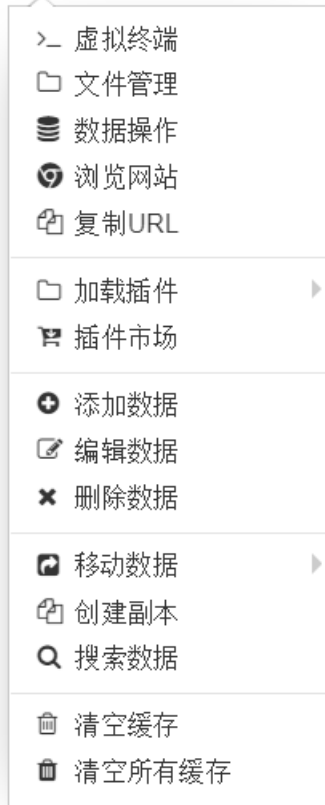 虚拟终端
文件管理
数据操作
浏览网站
复制URL
加载插件
插件市场
添加数据
编辑数据
删除数据
移动数据
创建副本
搜索数据
清空缓存
清空所有缓存